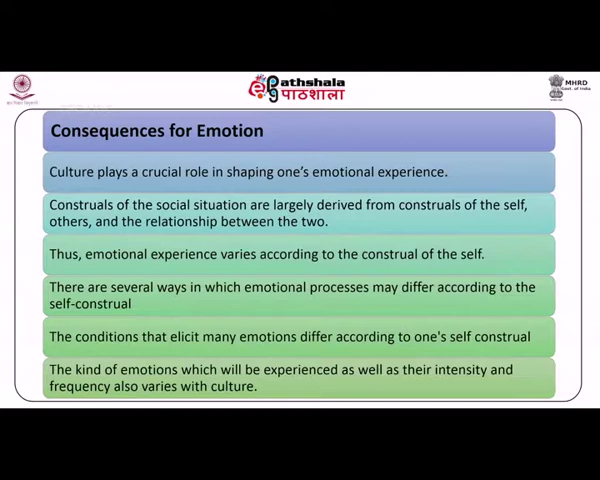 Pathshala
पाठशाला
MHRD
Govt. of India
Consequences for Emotion
Culture plays a crucial role in shaping one's emotional experience.
Construals of the social situation are largely derived from construals of the self,
others, and the relationship between the two.
Thus, emotional experience varies according to the construal of the self.
There are several ways in which emotional processes may differ according to the
self-construal
The conditions that elicit many emotions differ according to one's self construal
The kind of emotions which will be experienced as well as their intensity and
frequency also varies with culture.